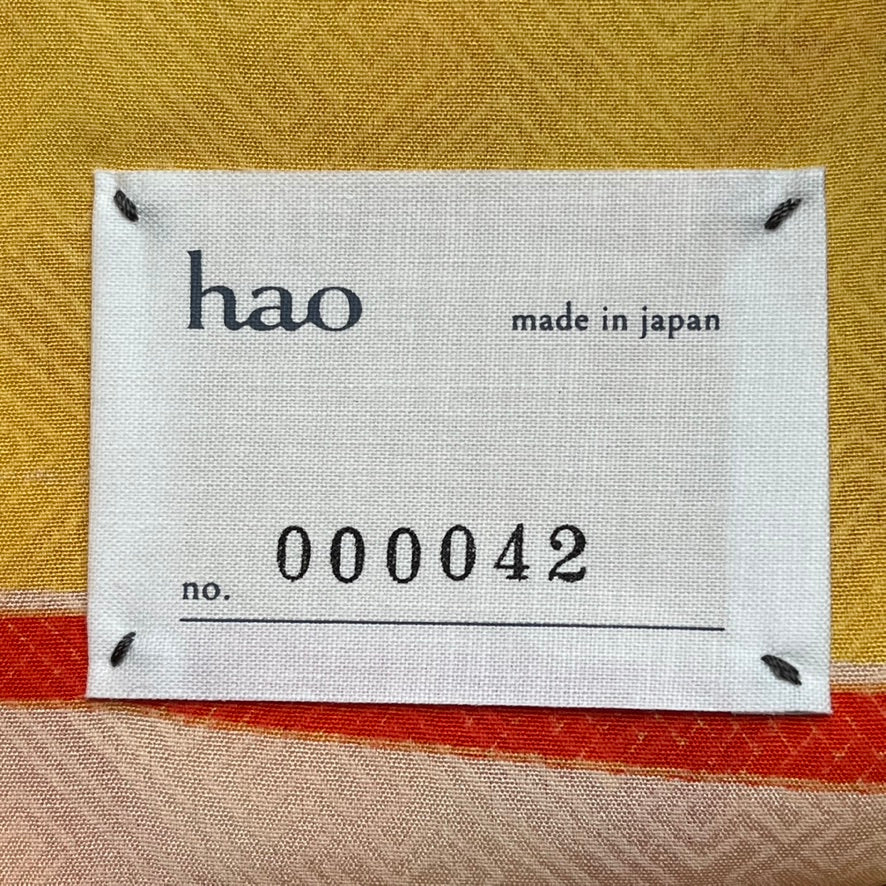 hao
made in japan
no. 000042